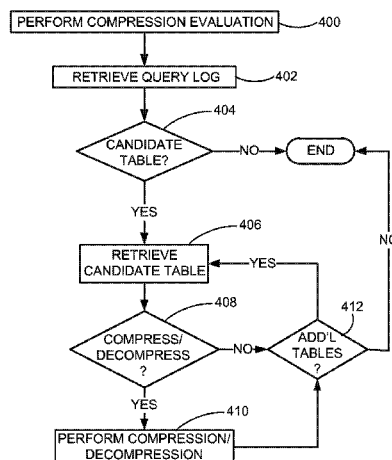 PERFORM COMPRESSION EVALUATION
400
RETRIEVE QUERY LOG
402
404
CANDIDATE
TABLE?
NO
END
YES
406
RETRIEVE
CANDIDATE TABLE
YES
NO
408
412
COMPRESS/
DECOMPRESS
?
NO
ADD'L
TABLES
?
YES
410
PERFORM COMPRESSION/
DECOMPRESSION